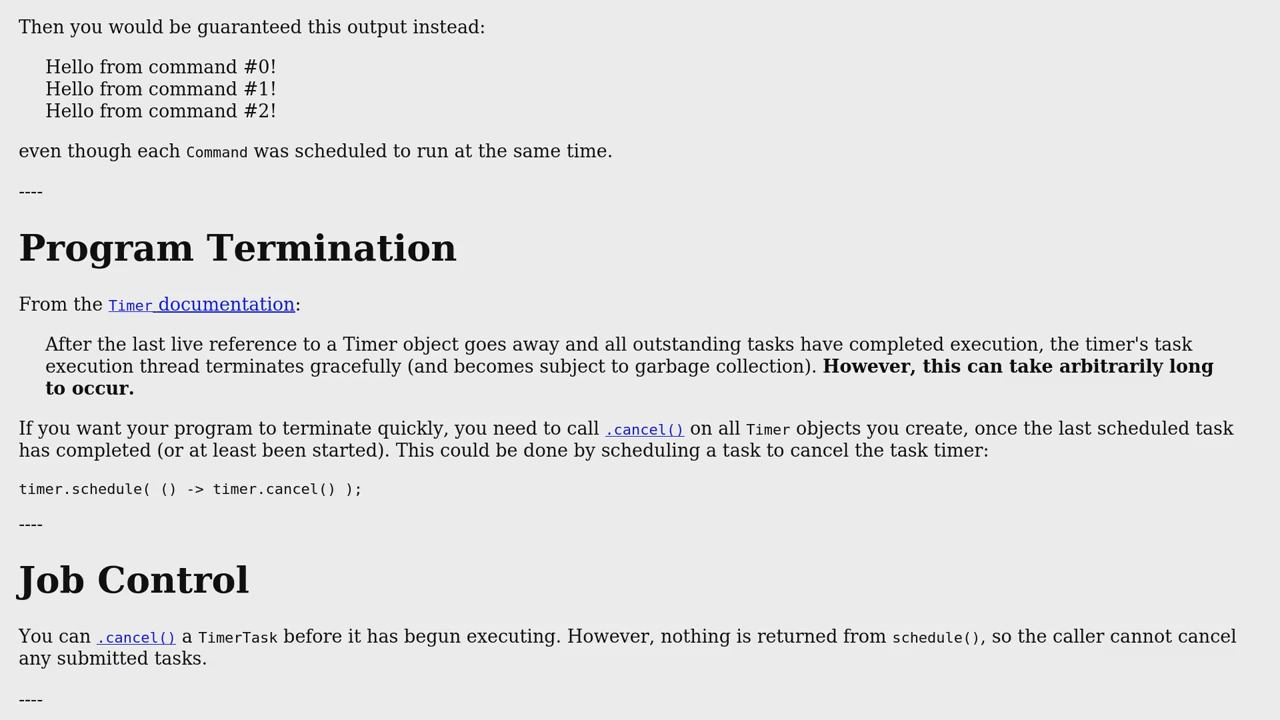 Then you would be guaranteed this output instead:
Hello from command #0!
Hello from command #1!
Hello from command #2!
even though each Command was scheduled to run at the same time.
----
Program Termination
From the Timer documentation:
After the last live reference to a Timer object goes away and all outstanding tasks have completed execution, the timer's task
execution thread terminates gracefully (and becomes subject to garbage collection). However, this can take arbitrarily long
to occur.
If you want your program to terminate quickly, you need to call .cancel() on all Timer objects you create, once the last scheduled task
has completed (or at least been started). This could be done by scheduling a task to cancel the task timer:
timer.schedule( () -> timer.cancel() );
----
Job Control
You can .cancel() a TimerTask before it has begun executing. However, nothing is returned from schedule(), so the caller cannot cancel
any submitted tasks.
----